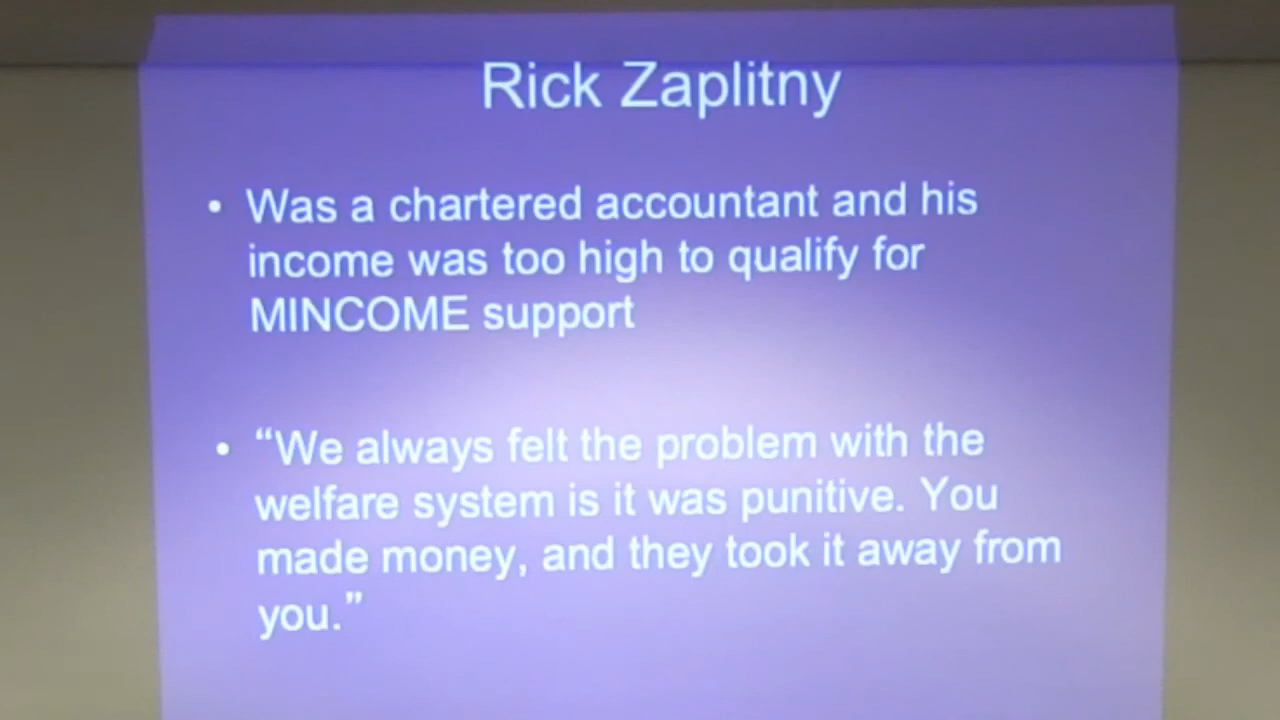 Rick Zaplitny
• Was a chartered accountant and his
income was too high to qualify for
MINCOME support
• “We always felt the problem with the
welfare system is it was punitive. You
made money, and they took it away from
you.”